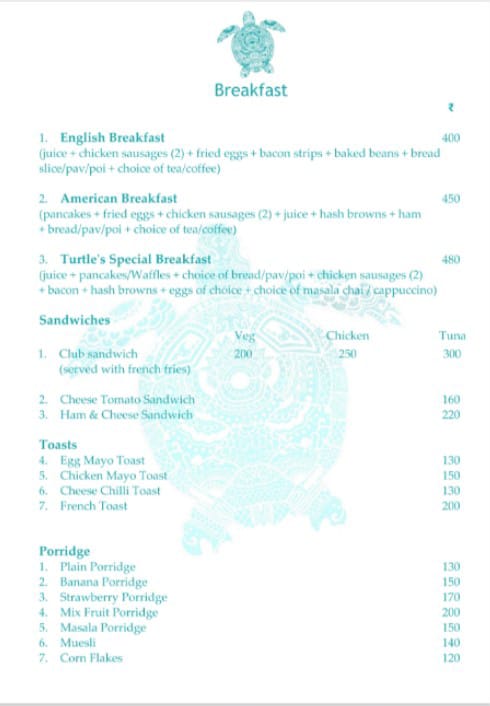 Breakfast
₹
1. English Breakfast 400
(juice + chicken sausages (2) + fried eggs + bacon strips + baked beans + bread
slice/pav/poi + choice of tea/coffee)
2. American Breakfast 450
(pancakes + fried eggs + chicken sausages (2) + juice + hash browns + ham
+ bread/pav/poi + choice of tea/coffee)
3. Turtle's Special Breakfast 480
(juice + pancakes/Waffles + choice of bread/pav/poi + chicken sausages (2)
+ bacon + hash browns + eggs of choice + choice of masala chai / cappuccino)
Sandwiches
Veg Chicken Tuna
1. Club sandwich 200 250 300
(served with french fries)
2. Cheese Tomato Sandwich 160
3. Ham & Cheese Sandwich 220
Toasts
4. Egg Mayo Toast 130
5. Chicken Mayo Toast 150
6. Cheese Chilli Toast 130
7. French Toast 200
Porridge
1. Plain Porridge 130
2. Banana Porridge 150
3. Strawberry Porridge 170
4. Mix Fruit Porridge 200
5. Masala Porridge 150
6. Muesli 140
7. Corn Flakes 120